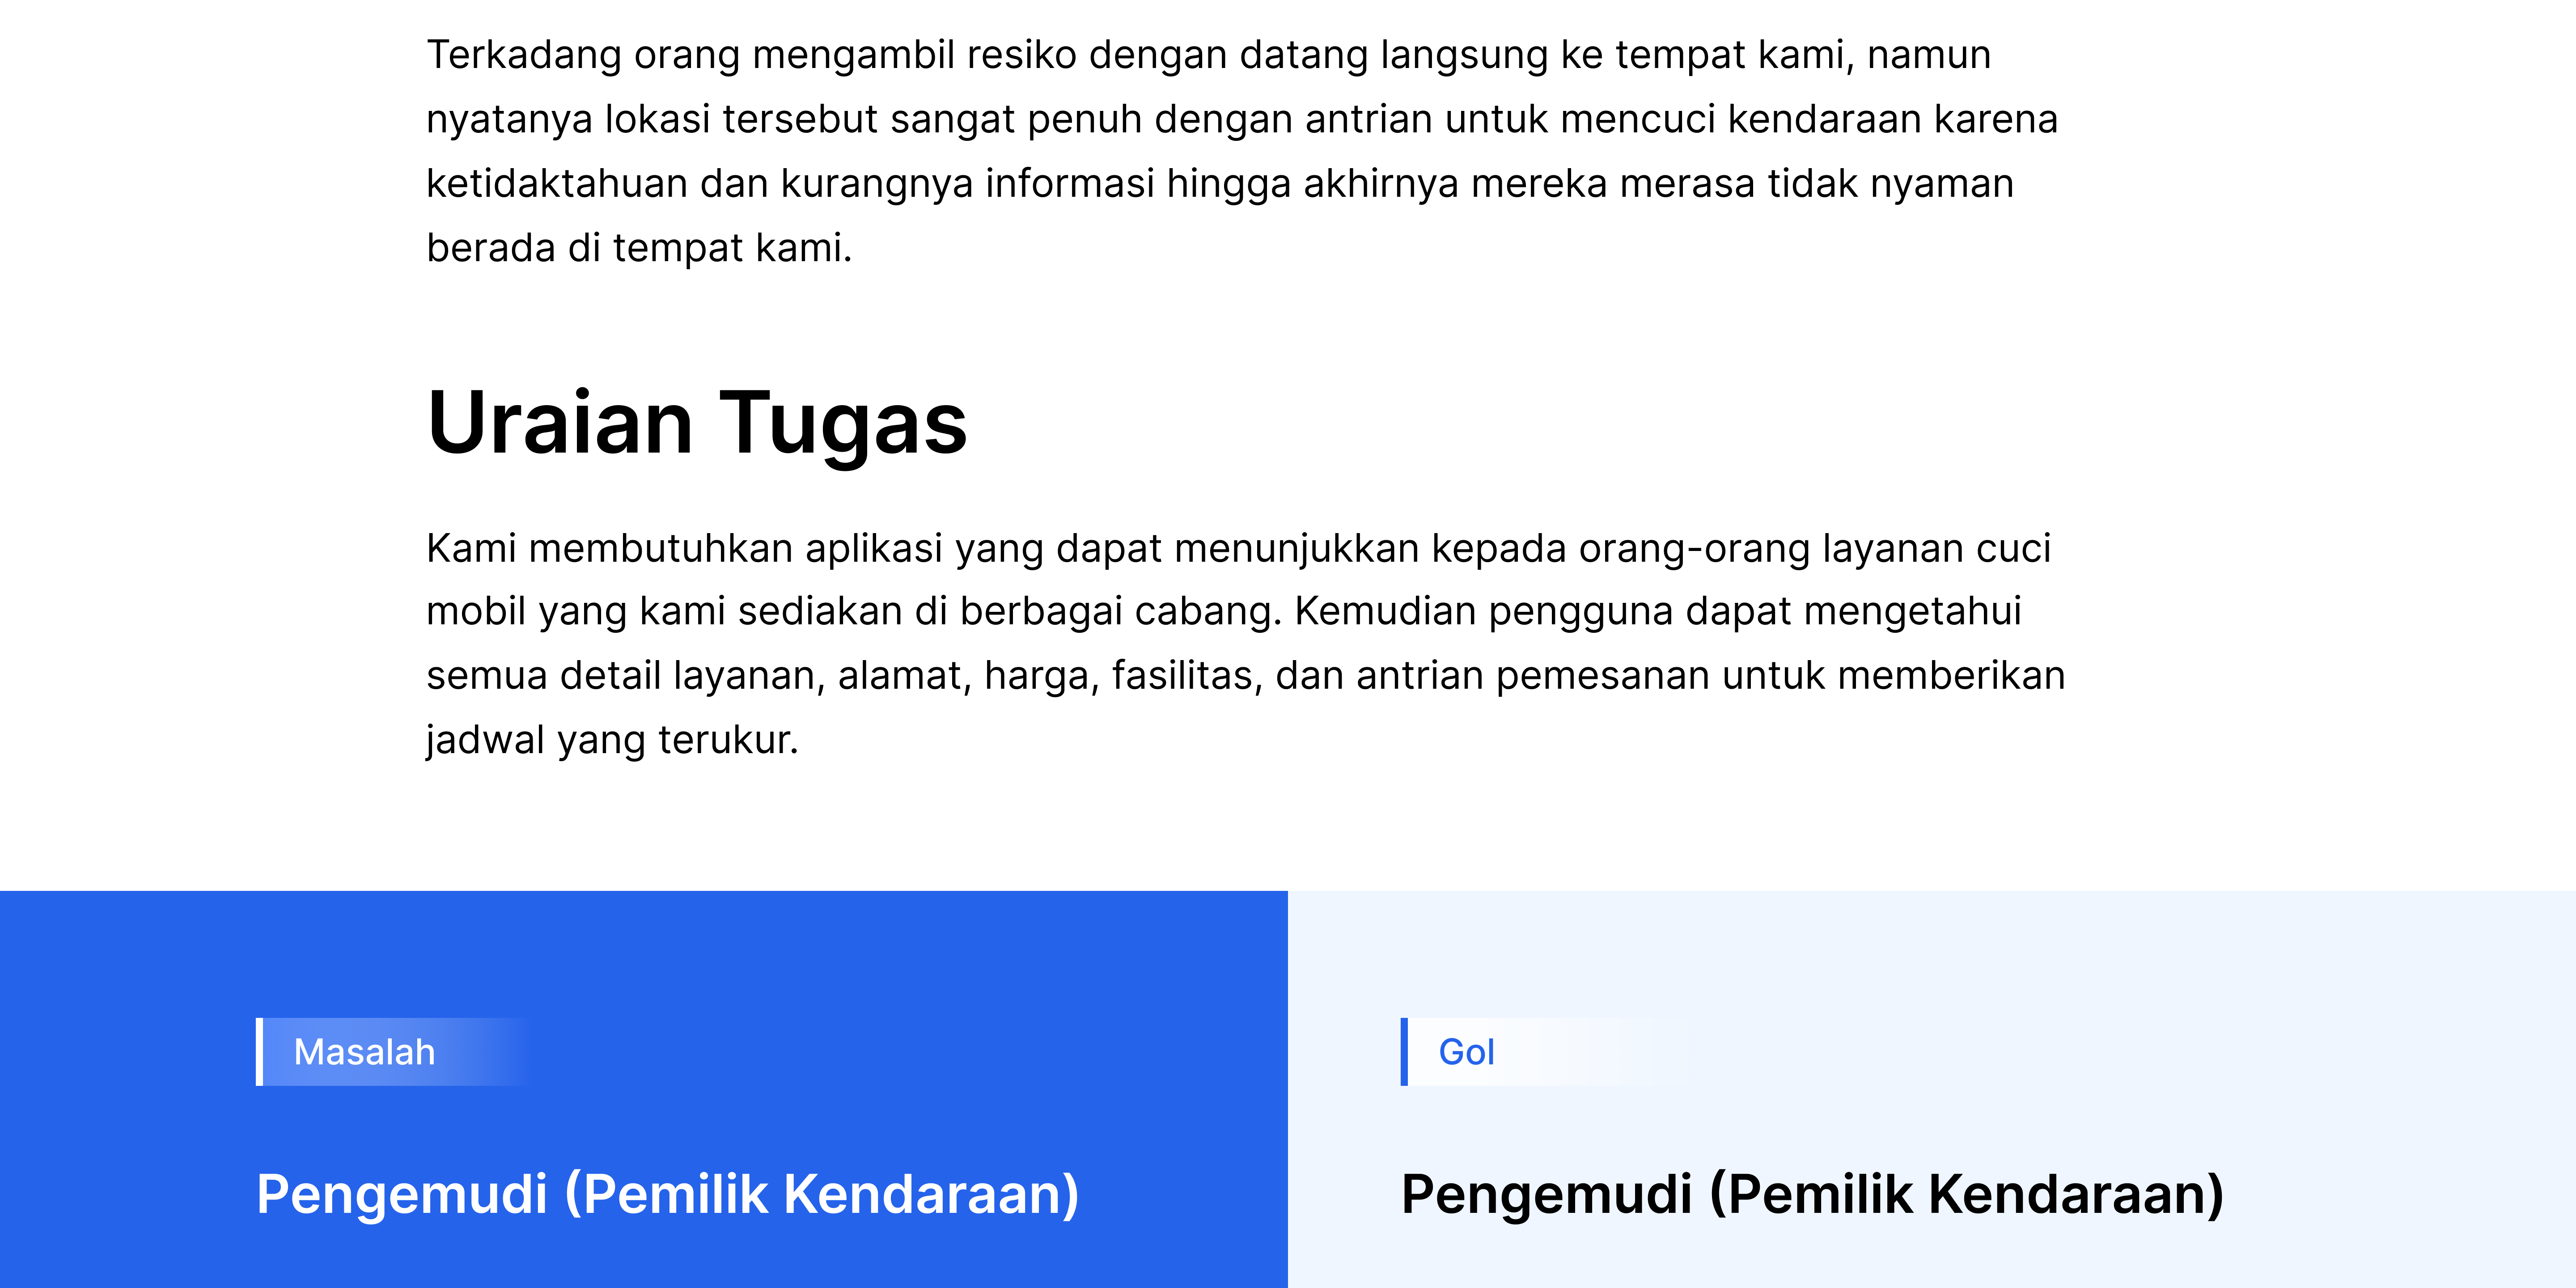 Terkadang orang mengambil resiko dengan datang langsung ke tempat kami, namun
nyatanya lokasi tersebut sangat penuh dengan antrian untuk mencuci kendaraan karena
ketidaktahuan dan kurangnya informasi hingga akhirnya mereka merasa tidak nyaman
berada di tempat kami.
Uraian Tugas
Kami membutuhkan aplikasi yang dapat menunjukkan kepada orang-orang layanan cuci
mobil yang kami sediakan di berbagai cabang. Kemudian pengguna dapat mengetahui
semua detail layanan, alamat, harga, fasilitas, dan antrian pemesanan untuk memberikan
jadwal yang terukur.
Masalah
Pengemudi (Pemilik Kendaraan)
Gol
Pengemudi (Pemilik Kendaraan)